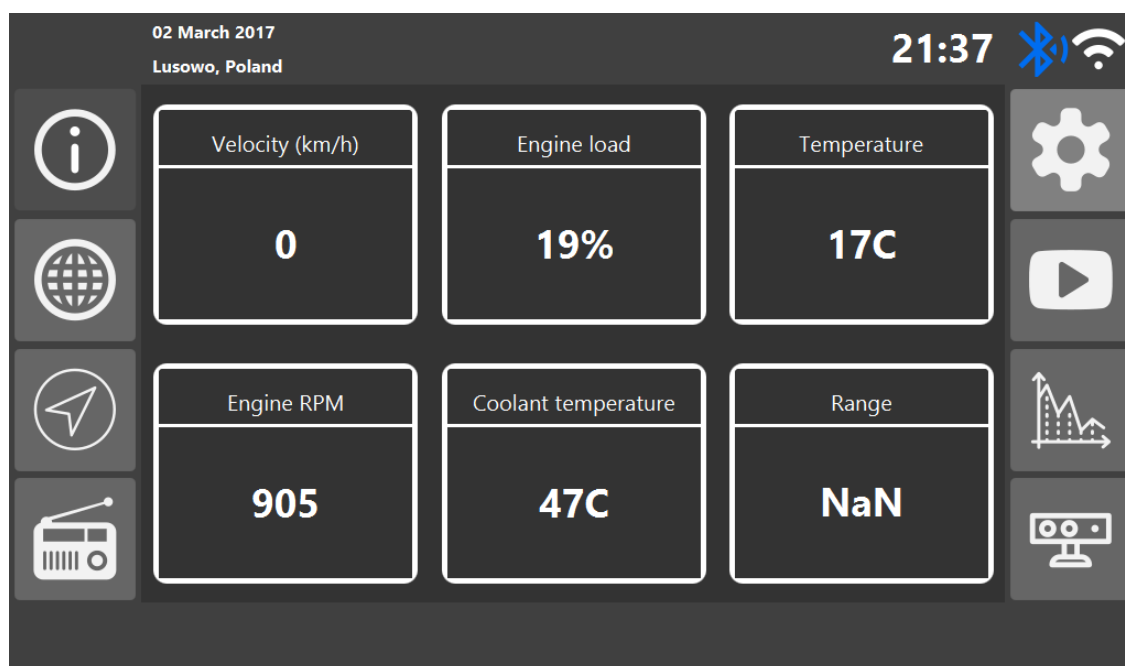 02 March 2017
21:37
Lusowo, Poland
Velocity (km/h)
Engine load
Temperature
0
19%
17C
Engine RPM
Coolant temperature
Range
905
47C
NaN